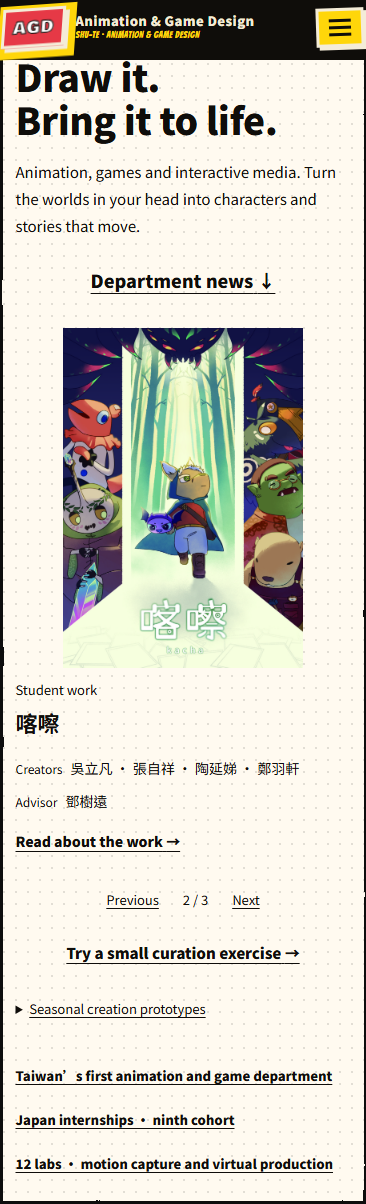 AGD
Animation & Game Design
SHU-TE · ANIMATION & GAME DESIGN
Draw it.
Bring it to life.
Animation, games and interactive media. Turn
the worlds in your head into characters and
stories that move.
Department news ↓
喀嚓
kacha
Student work
喀嚓
Creators 吳立凡 · 張自祥 · 陶延娣 · 鄭羽軒
Advisor 鄧樹遠
Read about the work →
Previous 2 / 3 Next
Try a small curation exercise →
▶ Seasonal creation prototypes
Taiwan’s first animation and game department
Japan internships · ninth cohort
12 labs · motion capture and virtual production